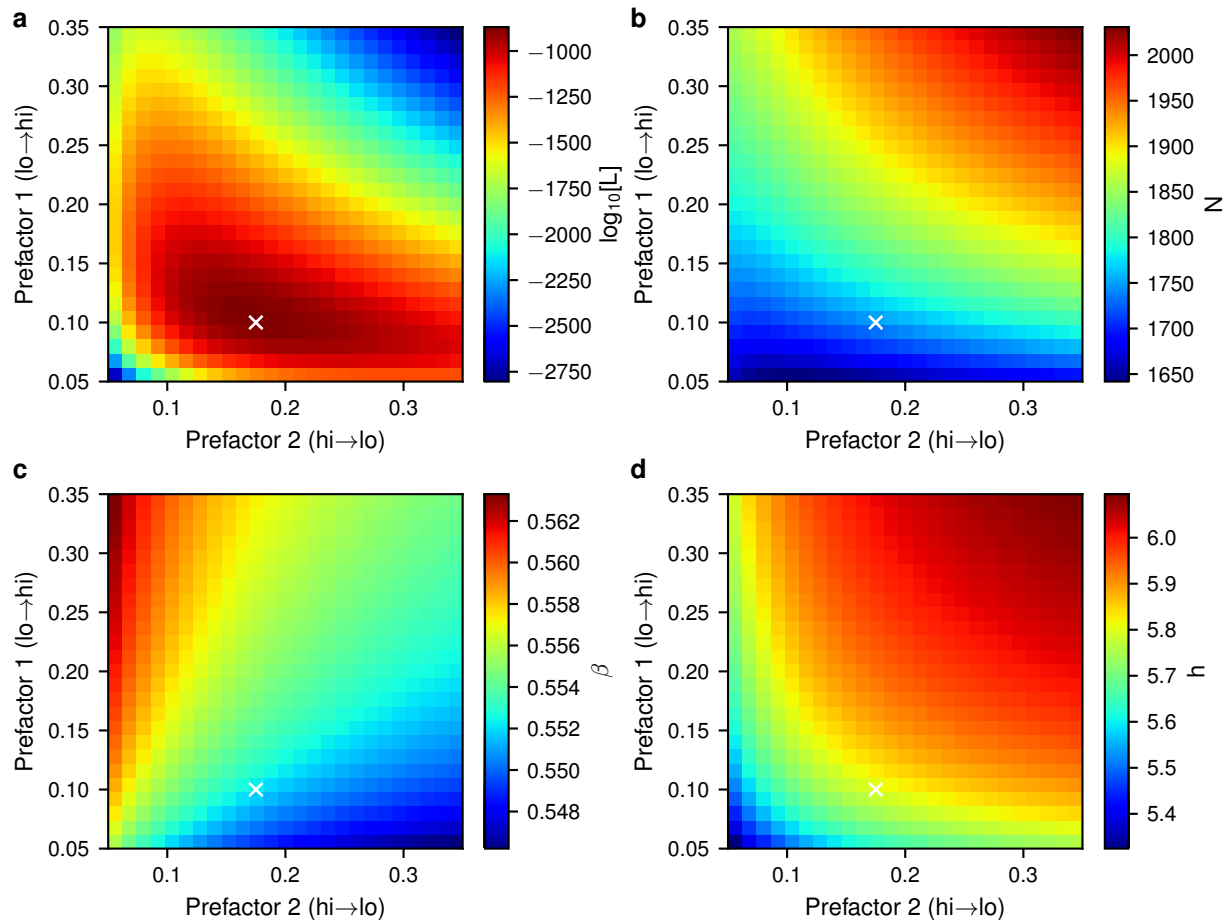 a
0.35
0.30
0.25
0.20
0.15
0.10
0.05
Prefactor 1 (lo→hi)
0.1 0.2 0.3
Prefactor 2 (hi→lo)
−1000
−1250
−1500
−1750
−2000
−2250
−2500
−2750
log₁₀[L]
b
0.35
0.30
0.25
0.20
0.15
0.10
0.05
Prefactor 1 (lo→hi)
0.1 0.2 0.3
Prefactor 2 (hi→lo)
2000
1950
1900
1850
1800
1750
1700
1650
N
c
0.35
0.30
0.25
0.20
0.15
0.10
0.05
Prefactor 1 (lo→hi)
0.1 0.2 0.3
Prefactor 2 (hi→lo)
0.562
0.560
0.558
0.556
0.554
0.552
0.550
0.548
β
d
0.35
0.30
0.25
0.20
0.15
0.10
0.05
Prefactor 1 (lo→hi)
0.1 0.2 0.3
Prefactor 2 (hi→lo)
6.0
5.9
5.8
5.7
5.6
5.5
5.4
h